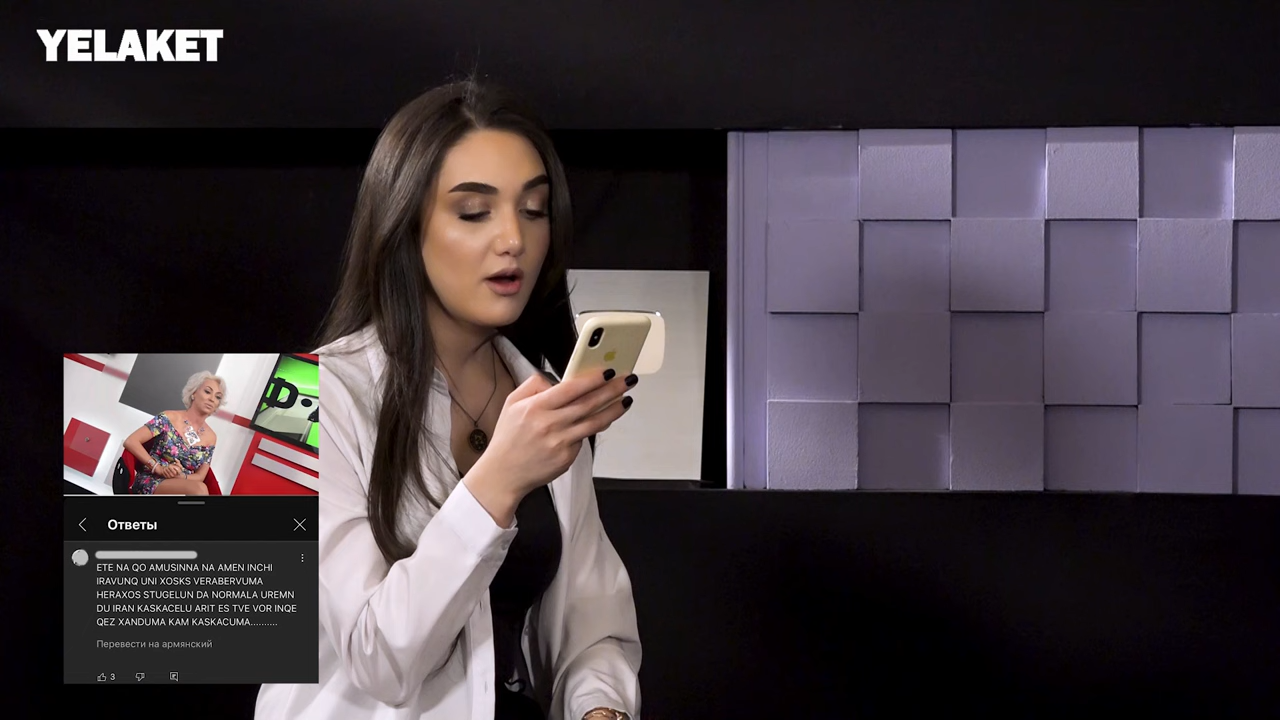 YELAKET
Ответы
ETE NA QO AMUSINNA NA AMEN INCHI
IRAVUNQ UNI XOSKS VERABERVUMA
HERAXOS STUGELUN DA NORMALA UREMN
DU IRAN KASKACELU ARIT ES TVE VOR INQE
QEZ XANDUMA KAM KASKACUMA..........
Перевести на армянский
3